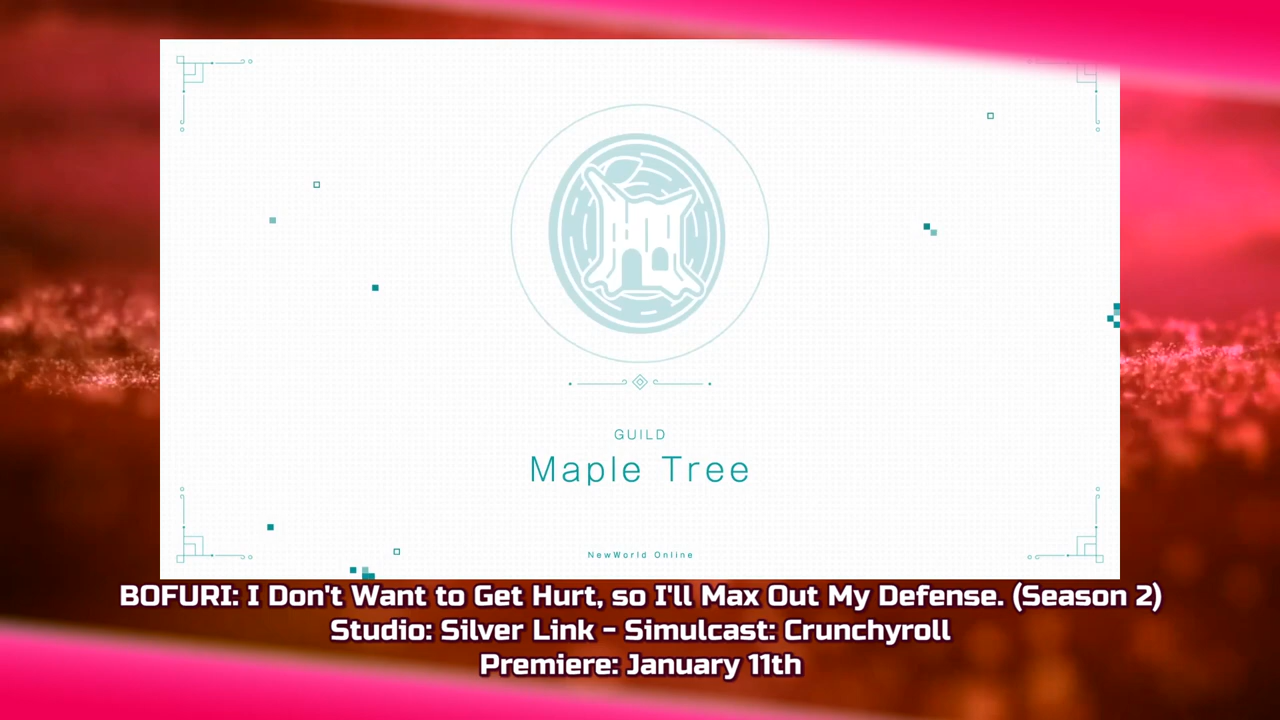 GUILD
Maple Tree
NewWorld Online
BOFURI: I Don't Want to Get Hurt, so I'll Max Out My Defense. (Season 2)
Studio: Silver Link - Simulcast: Crunchyroll
Premiere: January 11th